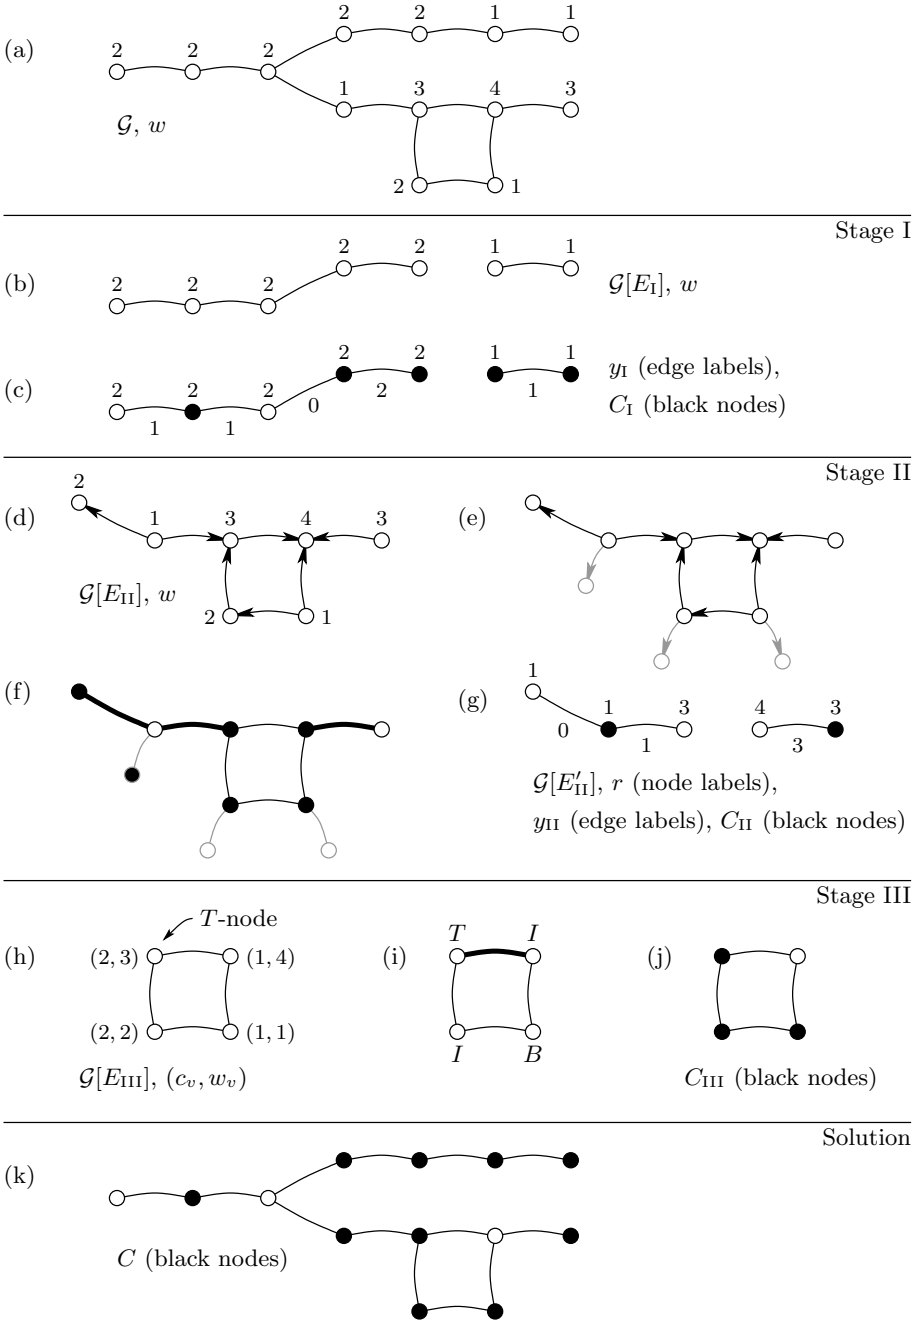 2 2 1 1
(a) 2 2 2
1 3 4 3
𝒢, w
2 1
Stage I
2 2 1 1
(b) 2 2 2 𝒢[E_I], w
2 2 1 1
(c) 2 2 2 0 2 1 y_I (edge labels),
1 1 C_I (black nodes)
Stage II
2
(d) 1 3 4 3 (e)
𝒢[E_II], w 2 1
(f) (g) 1
1 3 4 3
0 1 3
𝒢[E′_II], r (node labels),
y_II (edge labels), C_II (black nodes)
Stage III
T-node
(h) (2, 3) (1, 4) (i) T I (j)
(2, 2) (1, 1) I B
𝒢[E_III], (c_v, w_v) C_III (black nodes)
Solution
(k)
C (black nodes)